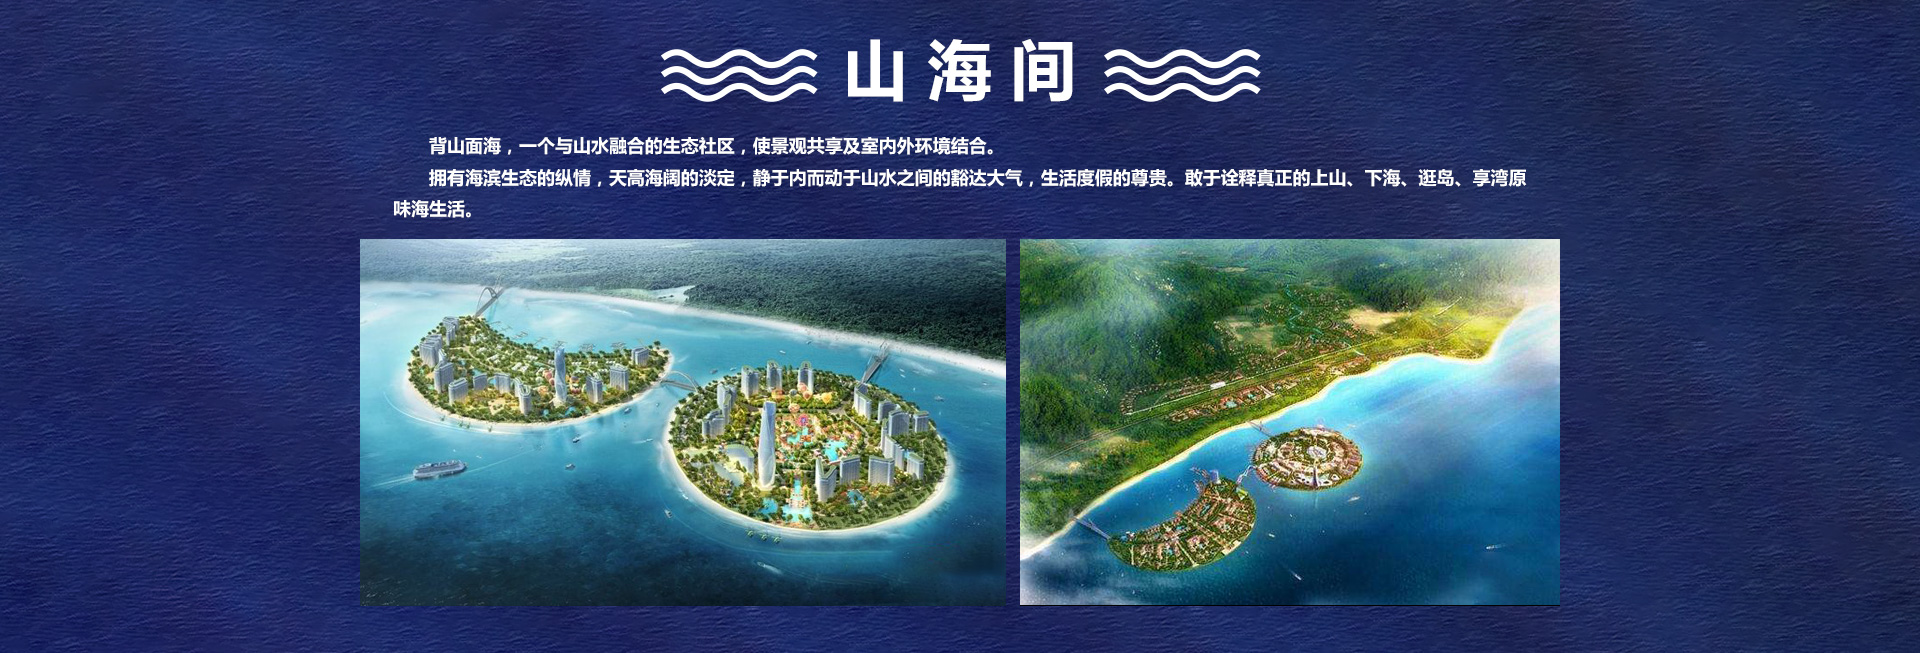 山海间
背山面海，一个与山水融合的生态社区，使景观共享及室内外环境结合。
拥有海滨生态的纵情，天高海阔的淡定，静于内而动于山水之间的豁达大气，生活度假的尊贵。敢于诠释真正的上山、下海、逛岛、享湾原
味海生活。